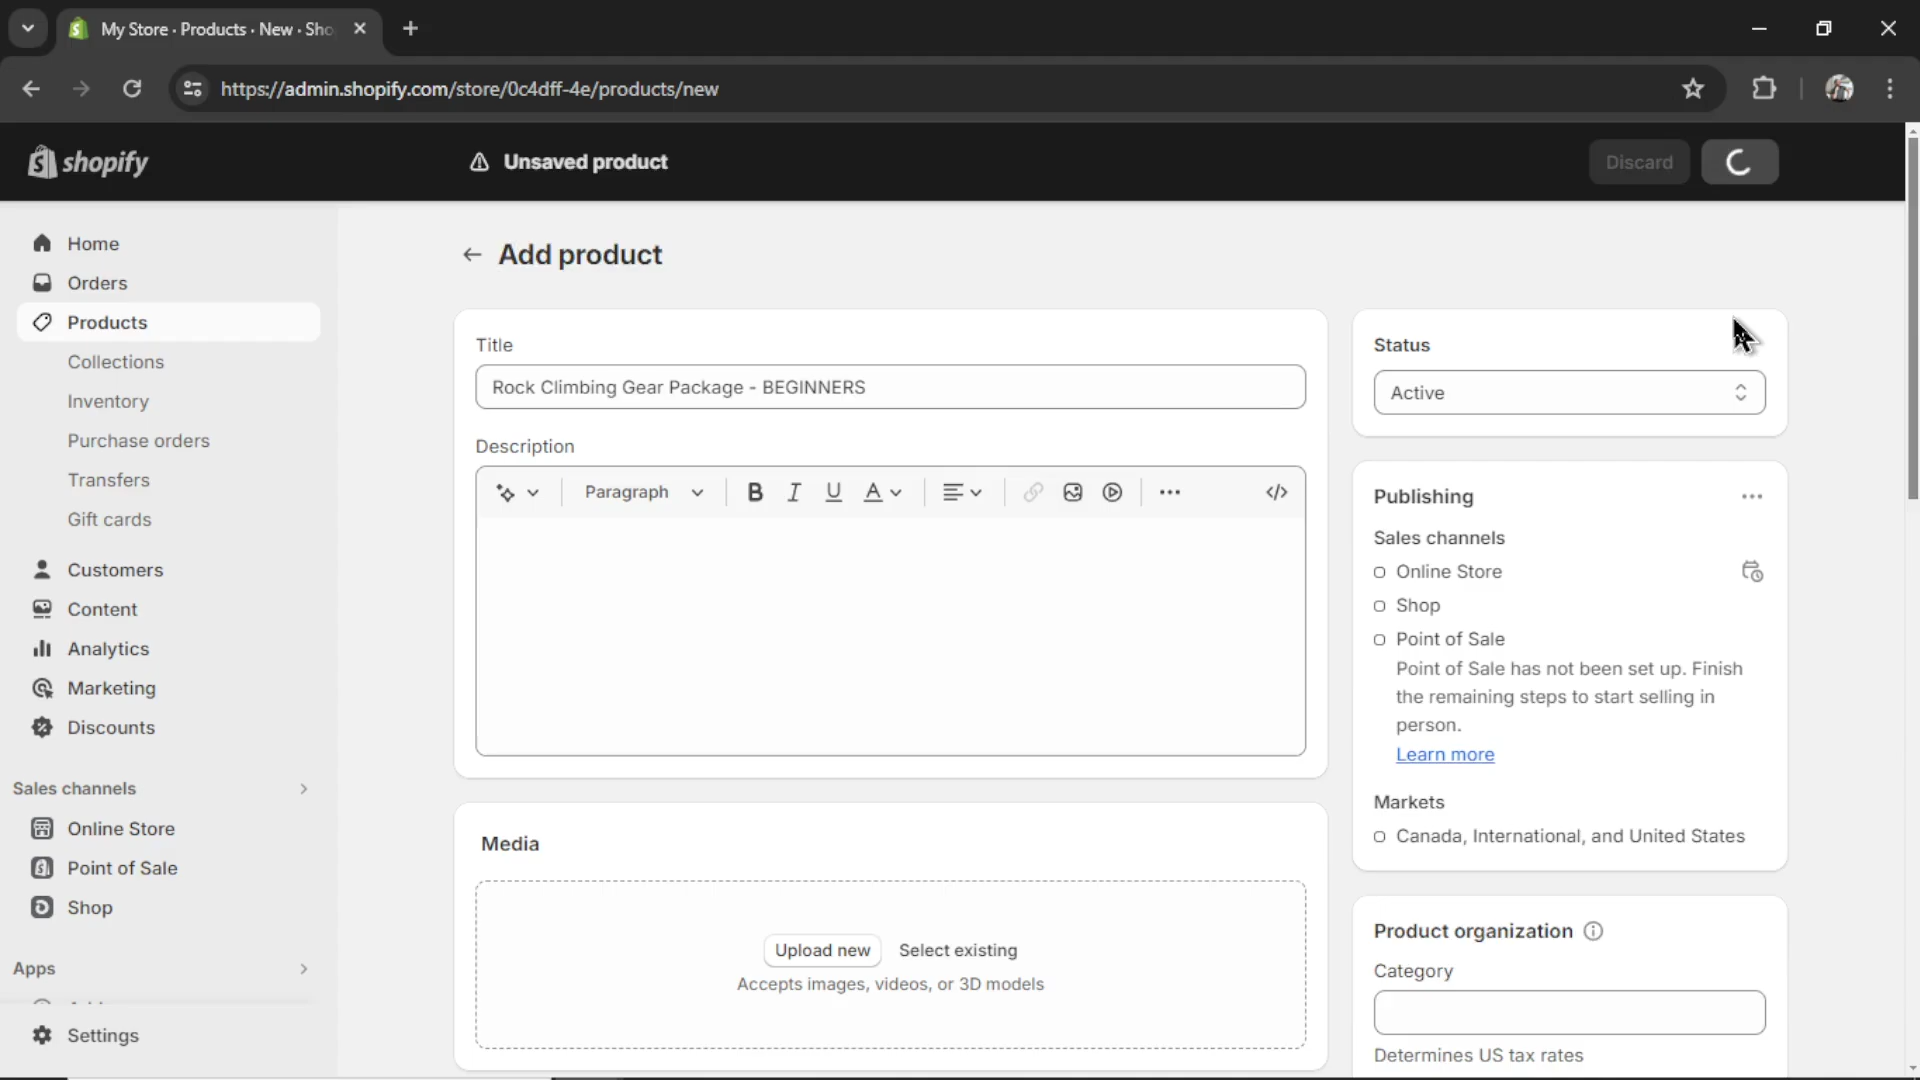 My Store · Products · New · Sho
https://admin.shopify.com/store/0c4dff-4e/products/new
shopify
Unsaved product
Discard
Home
Orders
Products
Collections
Inventory
Purchase orders
Transfers
Gift cards
Customers
Content
Analytics
Marketing
Discounts
Sales channels
Online Store
Point of Sale
Shop
Apps
Settings
Add product
Title
Rock Climbing Gear Package - BEGINNERS
Description
Paragraph
B I U A
Media
Upload new Select existing
Accepts images, videos, or 3D models
Status
Active
Publishing
Sales channels
Online Store
Shop
Point of Sale
Point of Sale has not been set up. Finish
the remaining steps to start selling in
person.
Learn more
Markets
Canada, International, and United States
Product organization
Category
Determines US tax rates